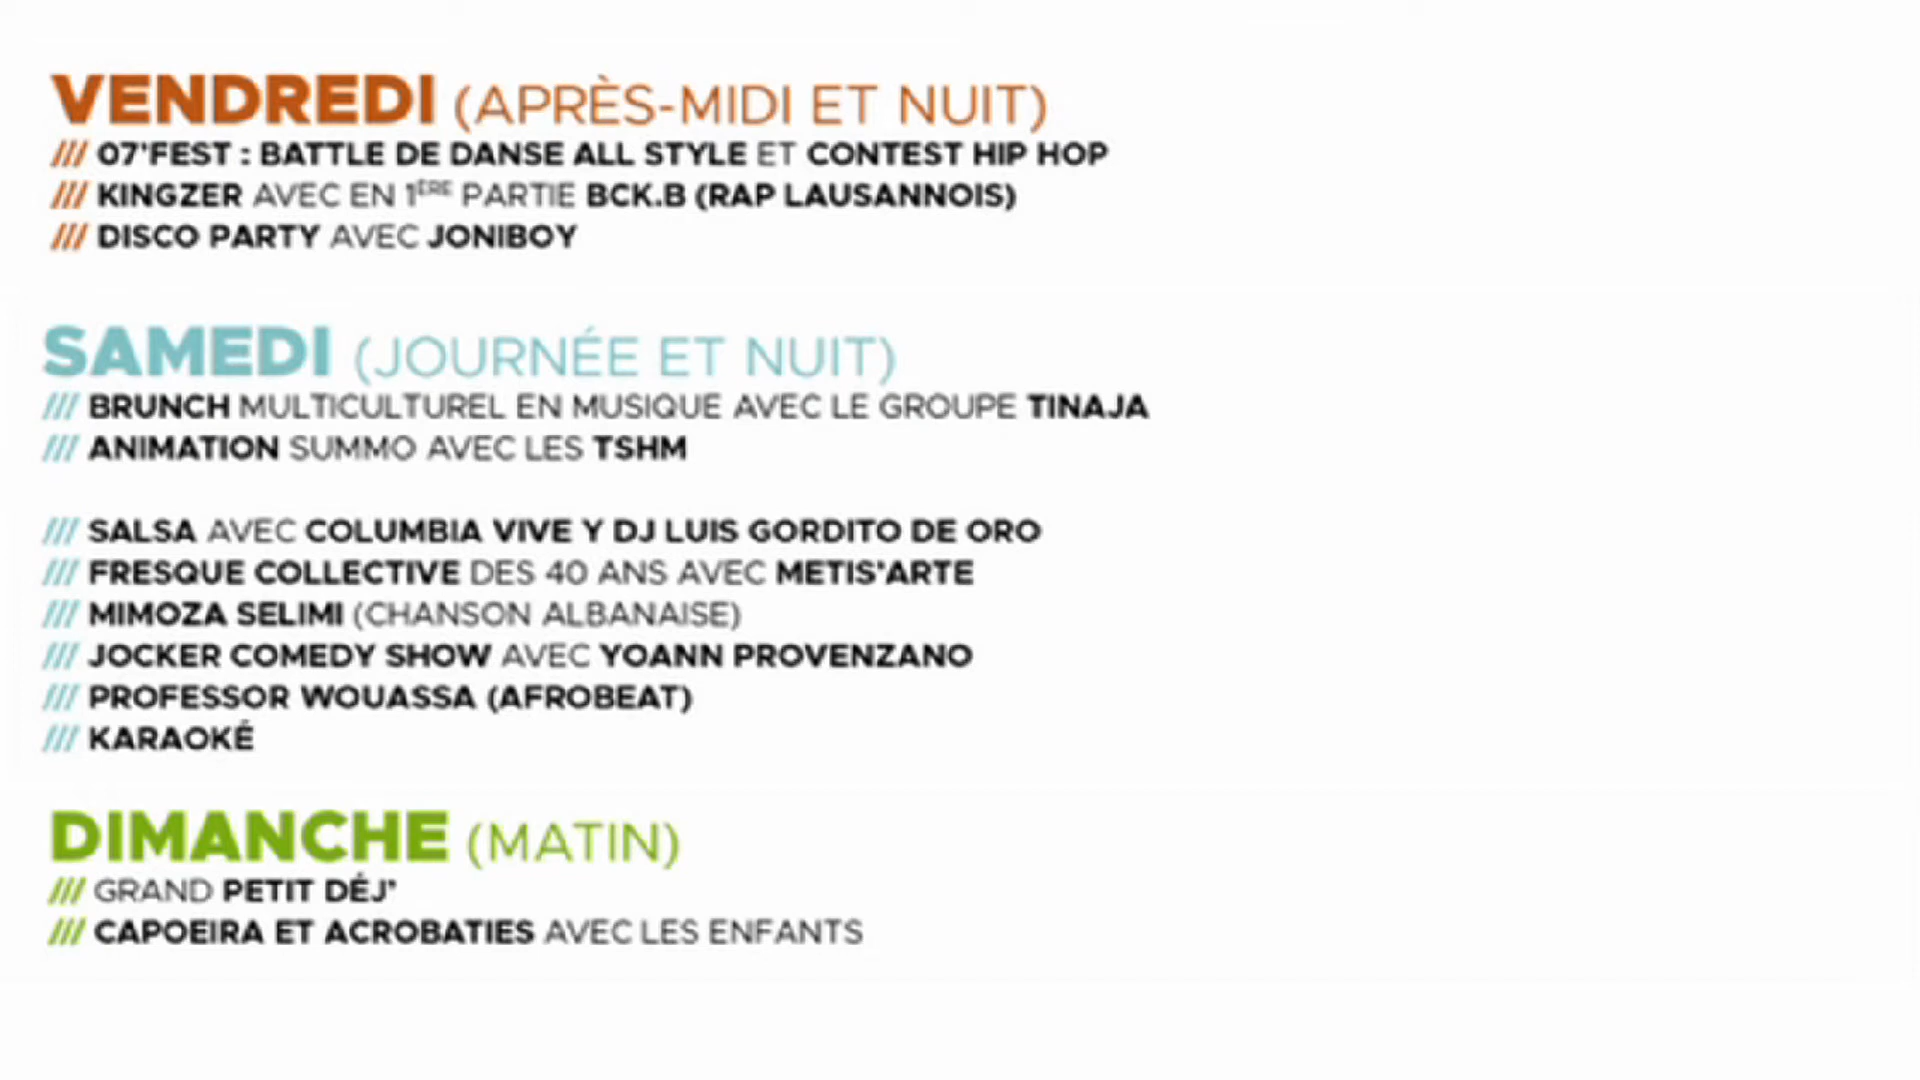 VENDREDI (APRÈS-MIDI ET NUIT)
/// 07'FEST : BATTLE DE DANSE ALL STYLE ET CONTEST HIP HOP
/// KINGZER AVEC EN 1ÈRE PARTIE BCK.B (RAP LAUSANNOIS)
/// DISCO PARTY AVEC JONIBOY
SAMEDI (JOURNÉE ET NUIT)
/// BRUNCH MULTICULTUREL EN MUSIQUE AVEC LE GROUPE TINAJA
/// ANIMATION SUMMO AVEC LES TSHM
/// SALSA AVEC COLUMBIA VIVE Y DJ LUIS GORDITO DE ORO
/// FRESQUE COLLECTIVE DES 40 ANS AVEC METIS'ARTE
/// MIMOZA SELIMI (CHANSON ALBANAISE)
/// JOCKER COMEDY SHOW AVEC YOANN PROVENZANO
/// PROFESSOR WOUASSA (AFROBEAT)
/// KARAOKÉ
DIMANCHE (MATIN)
/// GRAND PETIT DÉJ'
/// CAPOEIRA ET ACROBATIES AVEC LES ENFANTS